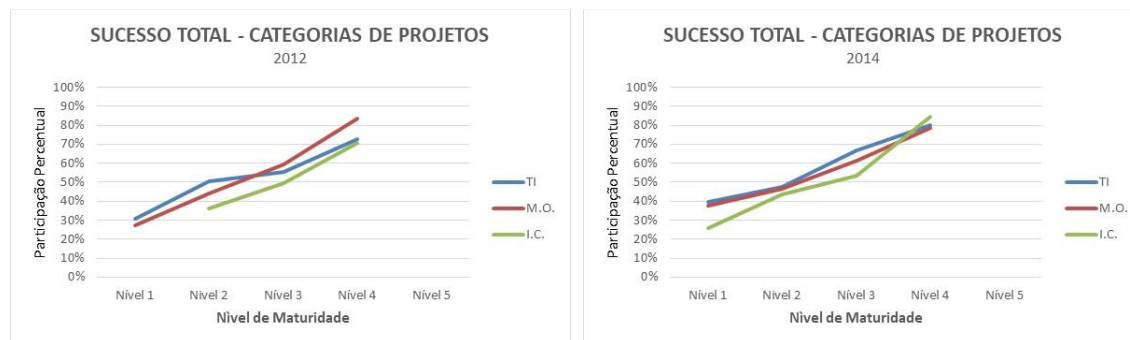 SUCESSO TOTAL - CATEGORIAS DE PROJETOS
2012
Participação Percentual
100%
90%
80%
70%
60%
50%
40%
30%
20%
10%
0%
Nível 1 Nível 2 Nível 3 Nível 4 Nível 5
Nìvel de Maturidade
TI
M.O.
I.C.
SUCESSO TOTAL - CATEGORIAS DE PROJETOS
2014
Participação Percentual
100%
90%
80%
70%
60%
50%
40%
30%
20%
10%
0%
Nível 1 Nível 2 Nível 3 Nível 4 Nível 5
Nìvel de Maturidade
TI
M.O.
I.C.